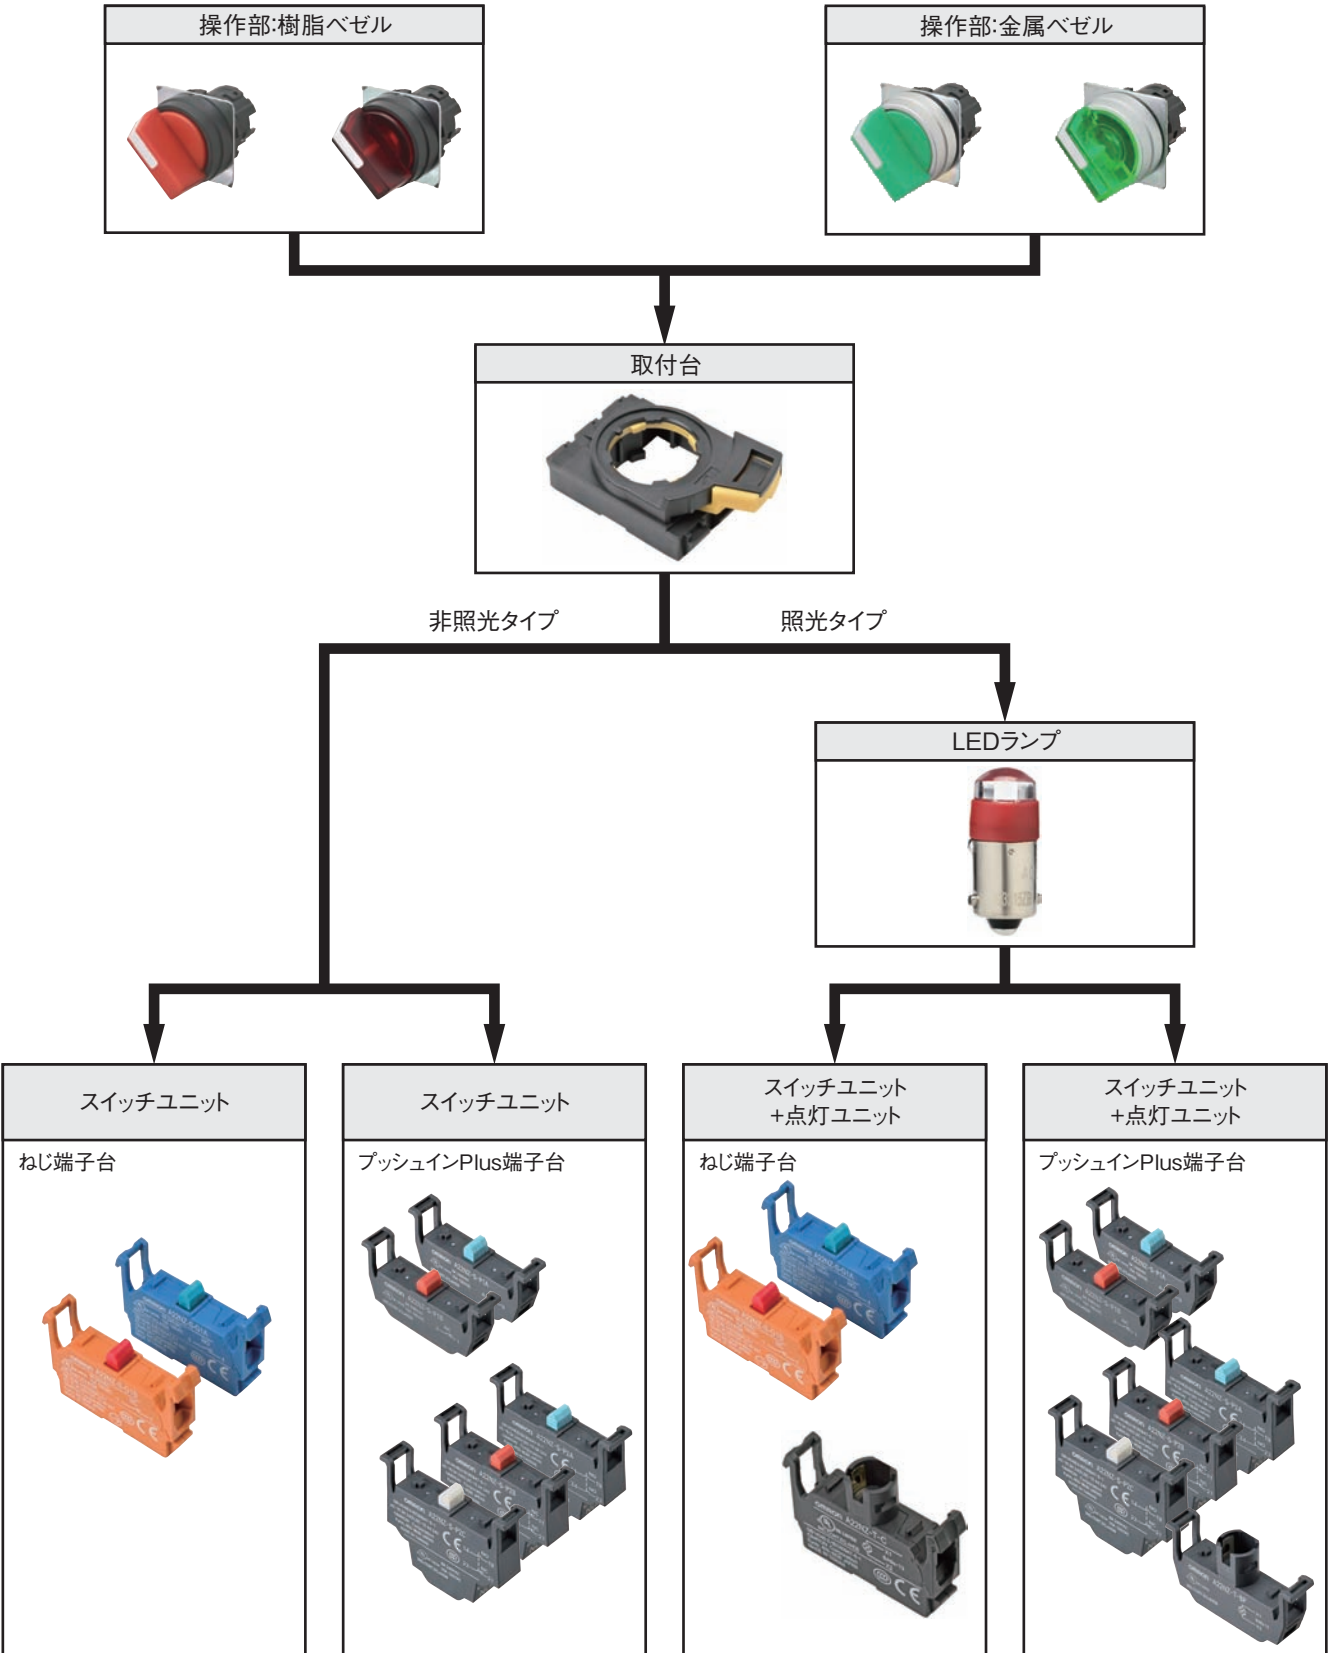 操作部:樹脂ベゼル
操作部:金属ベゼル
取付台
非照光タイプ
照光タイプ
LEDランプ
スイッチユニット
スイッチユニット
スイッチユニット
+点灯ユニット
スイッチユニット
+点灯ユニット
ねじ端子台
プッシュインPlus端子台
ねじ端子台
プッシュインPlus端子台